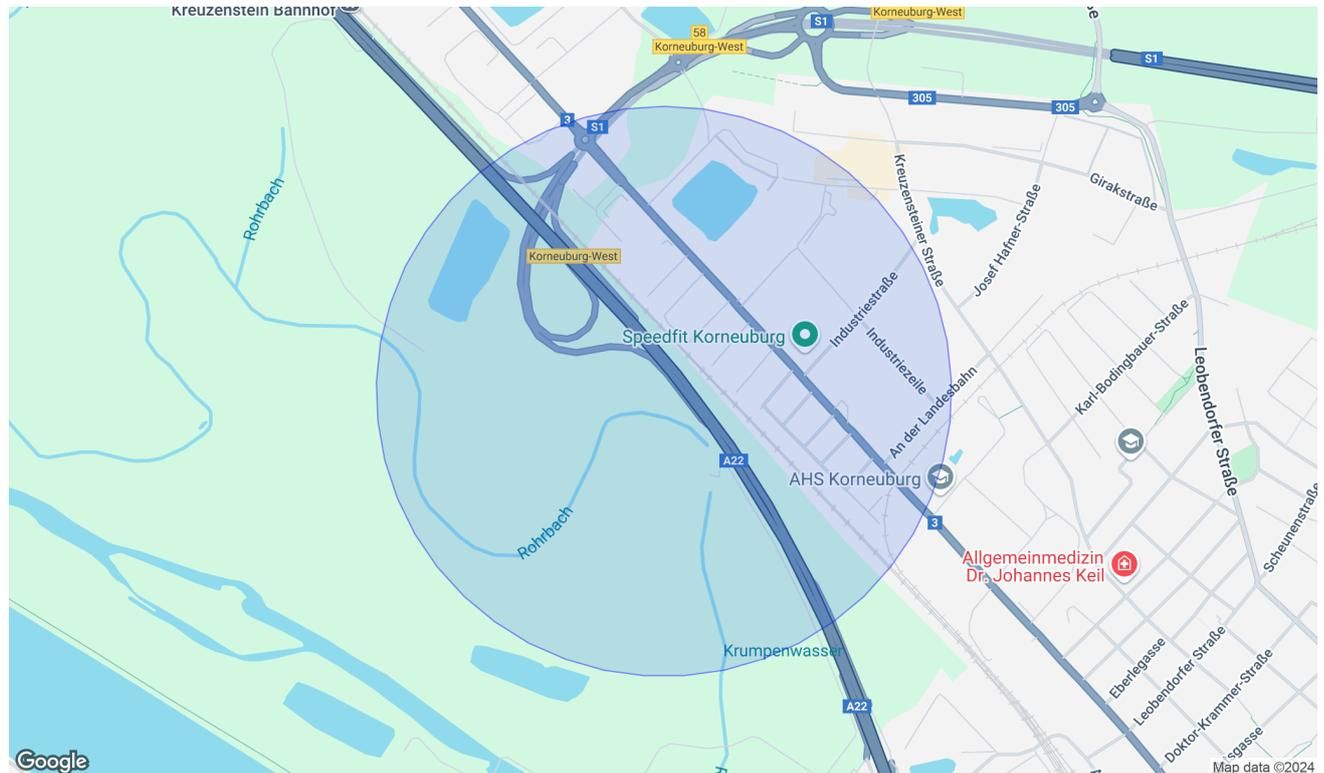 Kreuzenstein Bahnhof
58
Korneuburg-West
S1
Korneuburg-West
S1
305
305
3
S1
Rohrbach
Kreuzensteiner Straße
Girakstraße
Josef Hafner-Straße
Korneuburg-West
Speedfit Korneuburg
Industriestraße
Industriezeile
An der Landesbahn
Karl-Bodingbauer-Straße
Leobendorfer Straße
A22
AHS Korneuburg
Rohrbach
3
Scheunenstraße
Allgemeinmedizin
Dr. Johannes Keil
Krumpenwasser
Eberlegasse
Leobendorfer Straße
Doktor-Krammer-Straße
A22
Google
Map data ©2024